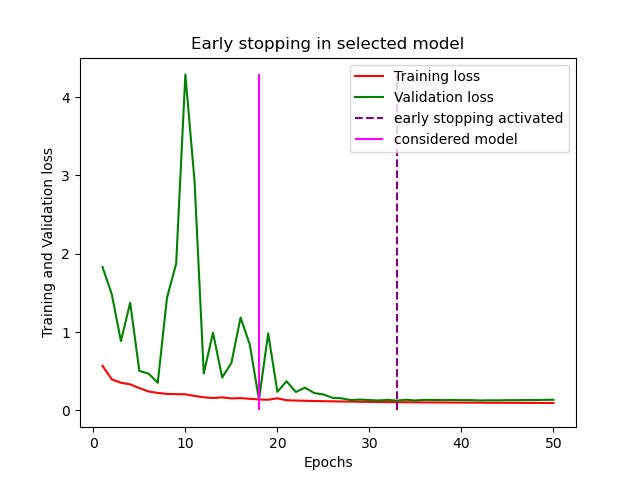 Early stopping in selected model
Training loss
Validation loss
early stopping activated
considered model
Training and Validation loss
4
3
2
1
0
0 10 20 30 40 50
Epochs